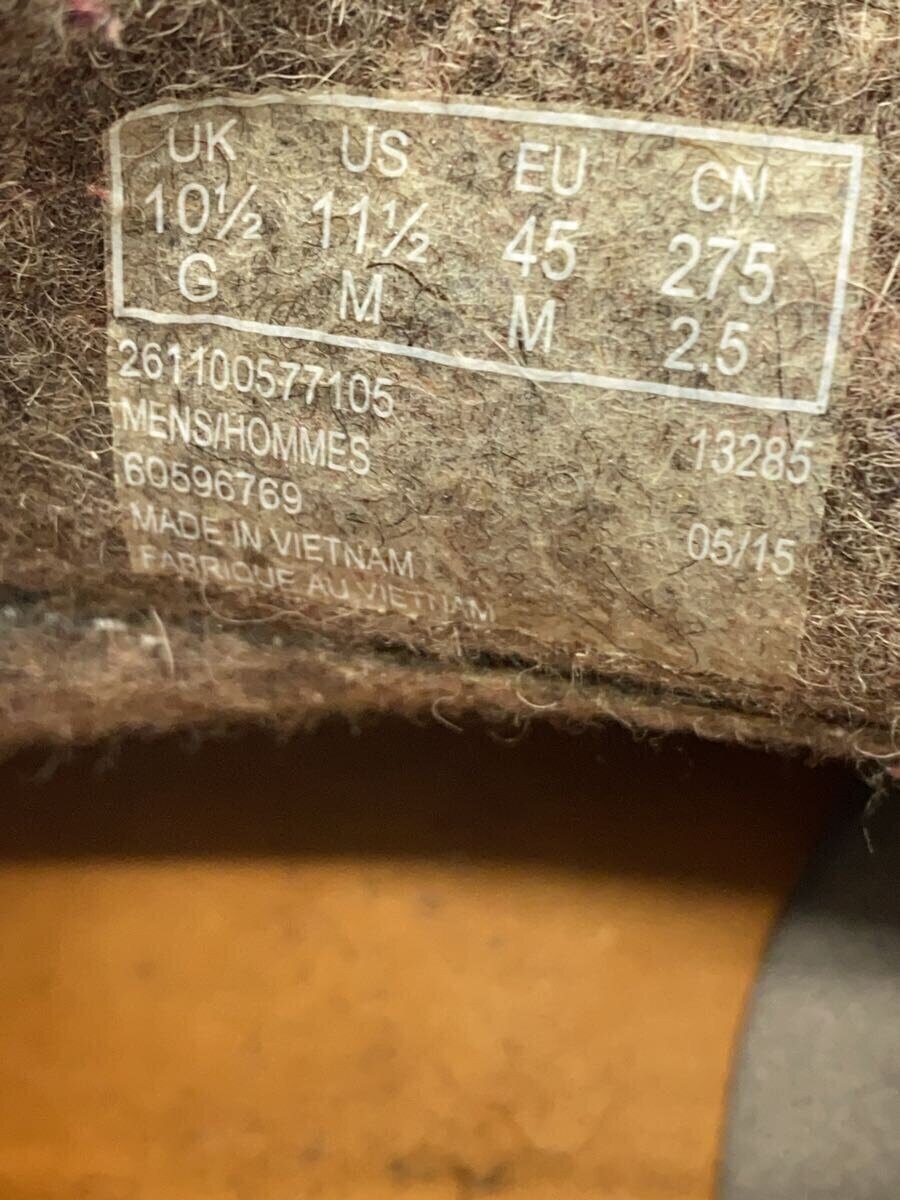 UK US EU CN
10½ 11½ 45 275
G M M 2.5
261100577105
MENS/HOMMES 13285
60596769
MADE IN VIETNAM 05/15
FABRIQUE AU VIETNAM